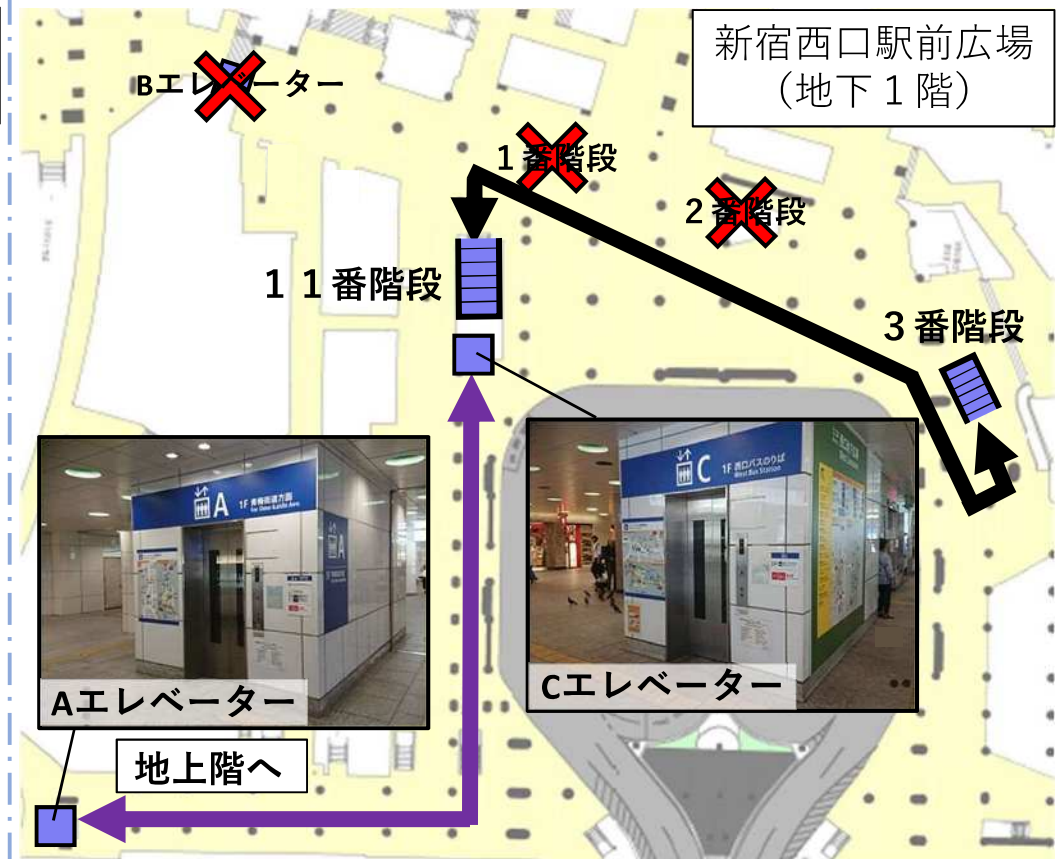 新宿西口駅前広場
（地下１階）
Bエレベーター
１番階段
２番階段
１１番階段
３番階段
A
1F 青梅街道方面
A
C
1F 西口バスのりば
West Bus Station
Aエレベーター
Cエレベーター
地上階へ